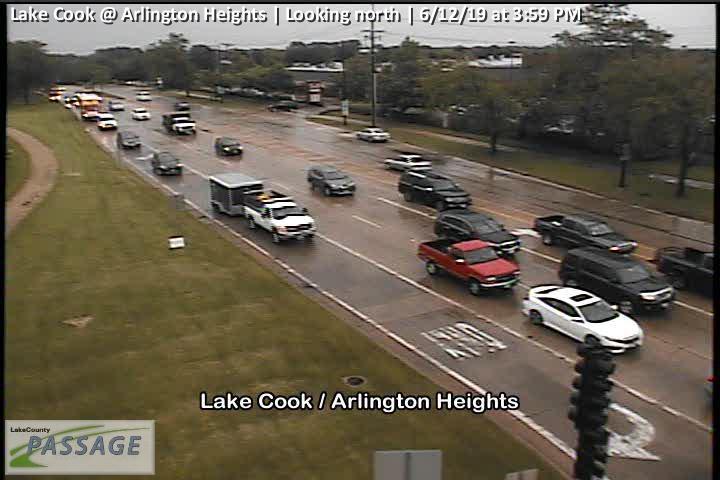 Lake Cook @ Arlington Heights | Looking north | 6/12/19 at 3:59 PM
Lake Cook / Arlington Heights
LakeCounty
PASSAGE
ONLY